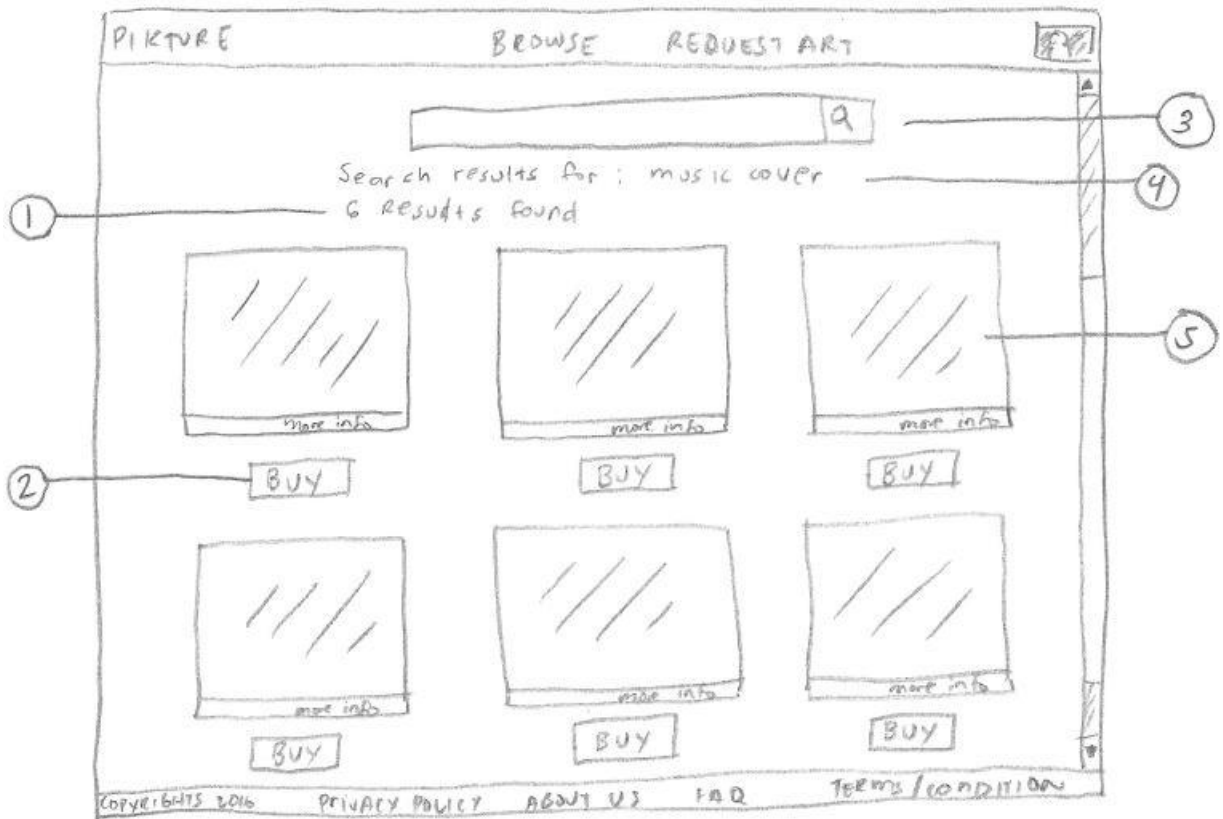 PIKTURE BROWSE REQUEST ART
Q
3
Search results for : music cover
4
1
6 Results found
5
more info more info more info
2
BUY BUY BUY
more info more info more info
BUY BUY BUY
COPYRIGHTS 2016 PRIVACY POLICY ABOUT US FAQ TERMS/CONDITION